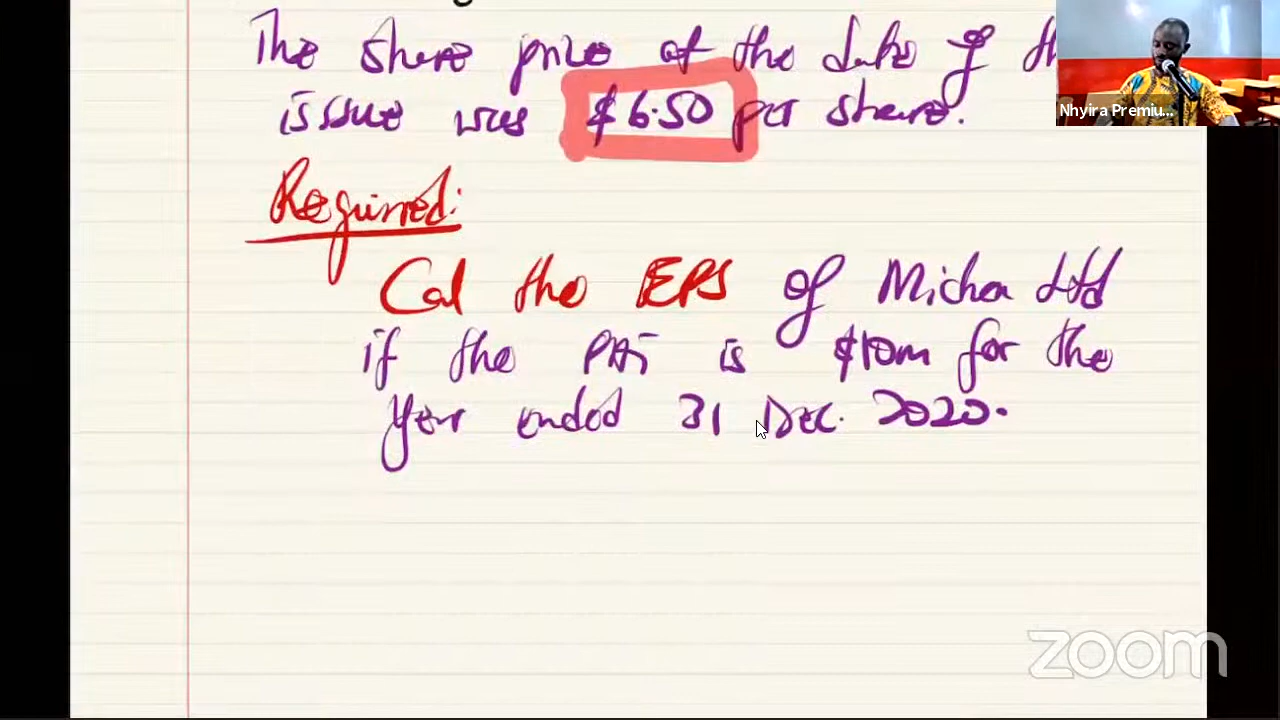 The share price at the date of th
issue was $6.50 per share.
Nhyira Premiu...
Required:
Cal the EPS of Micha Ltd
if the PAT is $10m for the
year ended 31 Dec. 2020.
zoom